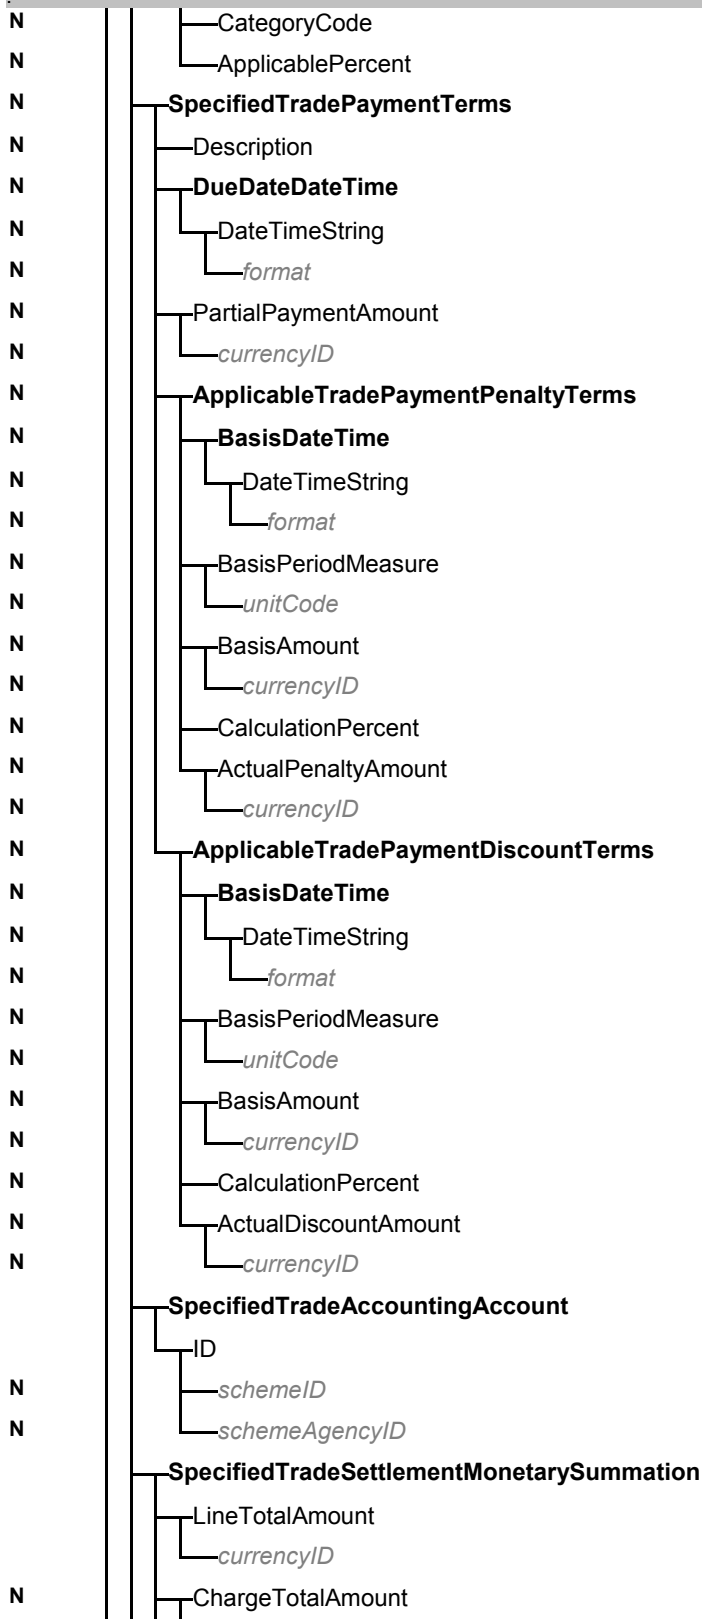 N CategoryCode
N ApplicablePercent
N SpecifiedTradePaymentTerms
N Description
N DueDateDateTime
N DateTimeString
N format
N PartialPaymentAmount
N currencyID
N ApplicableTradePaymentPenaltyTerms
N BasisDateTime
N DateTimeString
N format
N BasisPeriodMeasure
N unitCode
N BasisAmount
N currencyID
N CalculationPercent
N ActualPenaltyAmount
N currencyID
N ApplicableTradePaymentDiscountTerms
N BasisDateTime
N DateTimeString
N format
N BasisPeriodMeasure
N unitCode
N BasisAmount
N currencyID
N CalculationPercent
N ActualDiscountAmount
N currencyID
SpecifiedTradeAccountingAccount
ID
N schemeID
N schemeAgencyID
SpecifiedTradeSettlementMonetarySummation
LineTotalAmount
currencyID
N ChargeTotalAmount